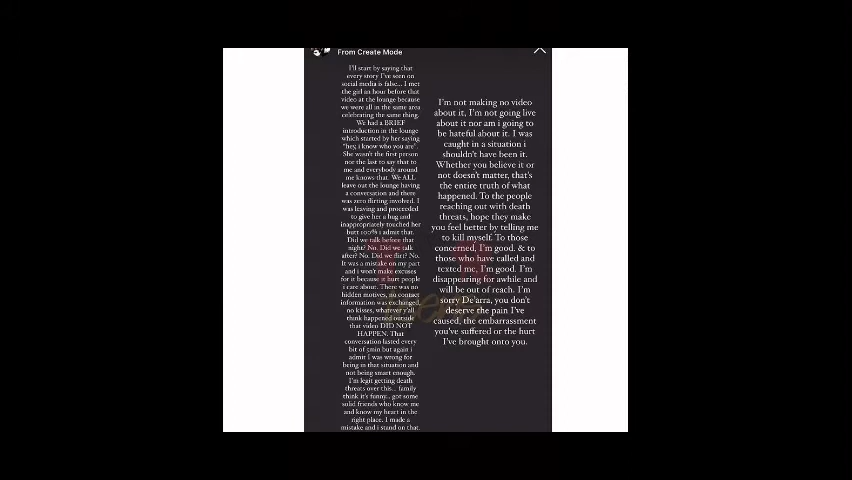 From Create Mode
I'll start by saying that
every story I've seen on
social media is false... I met
the girl an hour before that
video at the lounge because
we were all in the same area
celebrating the same thing.
We had a BRIEF
introduction in the lounge
which started by her saying
"hey, i know who you are".
She wasn't the first person
nor the last to say that to
me and everybody around
me knows that. We ALL
leave out the lounge having
a conversation and there
was zero flirting involved. I
was leaving and proceeded
to give her a hug and
inappropriately touched her
butt 100% i admit that.
Did we talk before that
night? No. Did we talk
after? No. Did we flirt? No.
It was a mistake on my part
and i won't make excuses
for it because it hurt people
i care about. There was no
hidden motives, no contact
information was exchanged,
no kisses, whatever y'all
think happened outside
that video DID NOT
HAPPEN. That
conversation lasted every
bit of 5min but again i
admit I was wrong for
being in that situation and
not being smart enough.
I'm legit getting death
threats over this... family
think it's funny.. got some
solid friends who know me
and know my heart in the
right place. I made a
mistake and i stand on that.
I'm not making no video
about it, I'm not going live
about it nor am i going to
be hateful about it. I was
caught in a situation i
shouldn't have been it.
Whether you believe it or
not doesn't matter, that's
the entire truth of what
happened. To the people
reaching out with death
threats, hope they make
you feel better by telling me
to kill myself. To those
concerned, I'm good. & to
those who have called and
texted me, I'm good. I'm
disappearing for awhile and
will be out of reach. I'm
sorry De'arra, you don't
deserve the pain I've
caused, the embarrassment
you've suffered or the hurt
I've brought onto you.